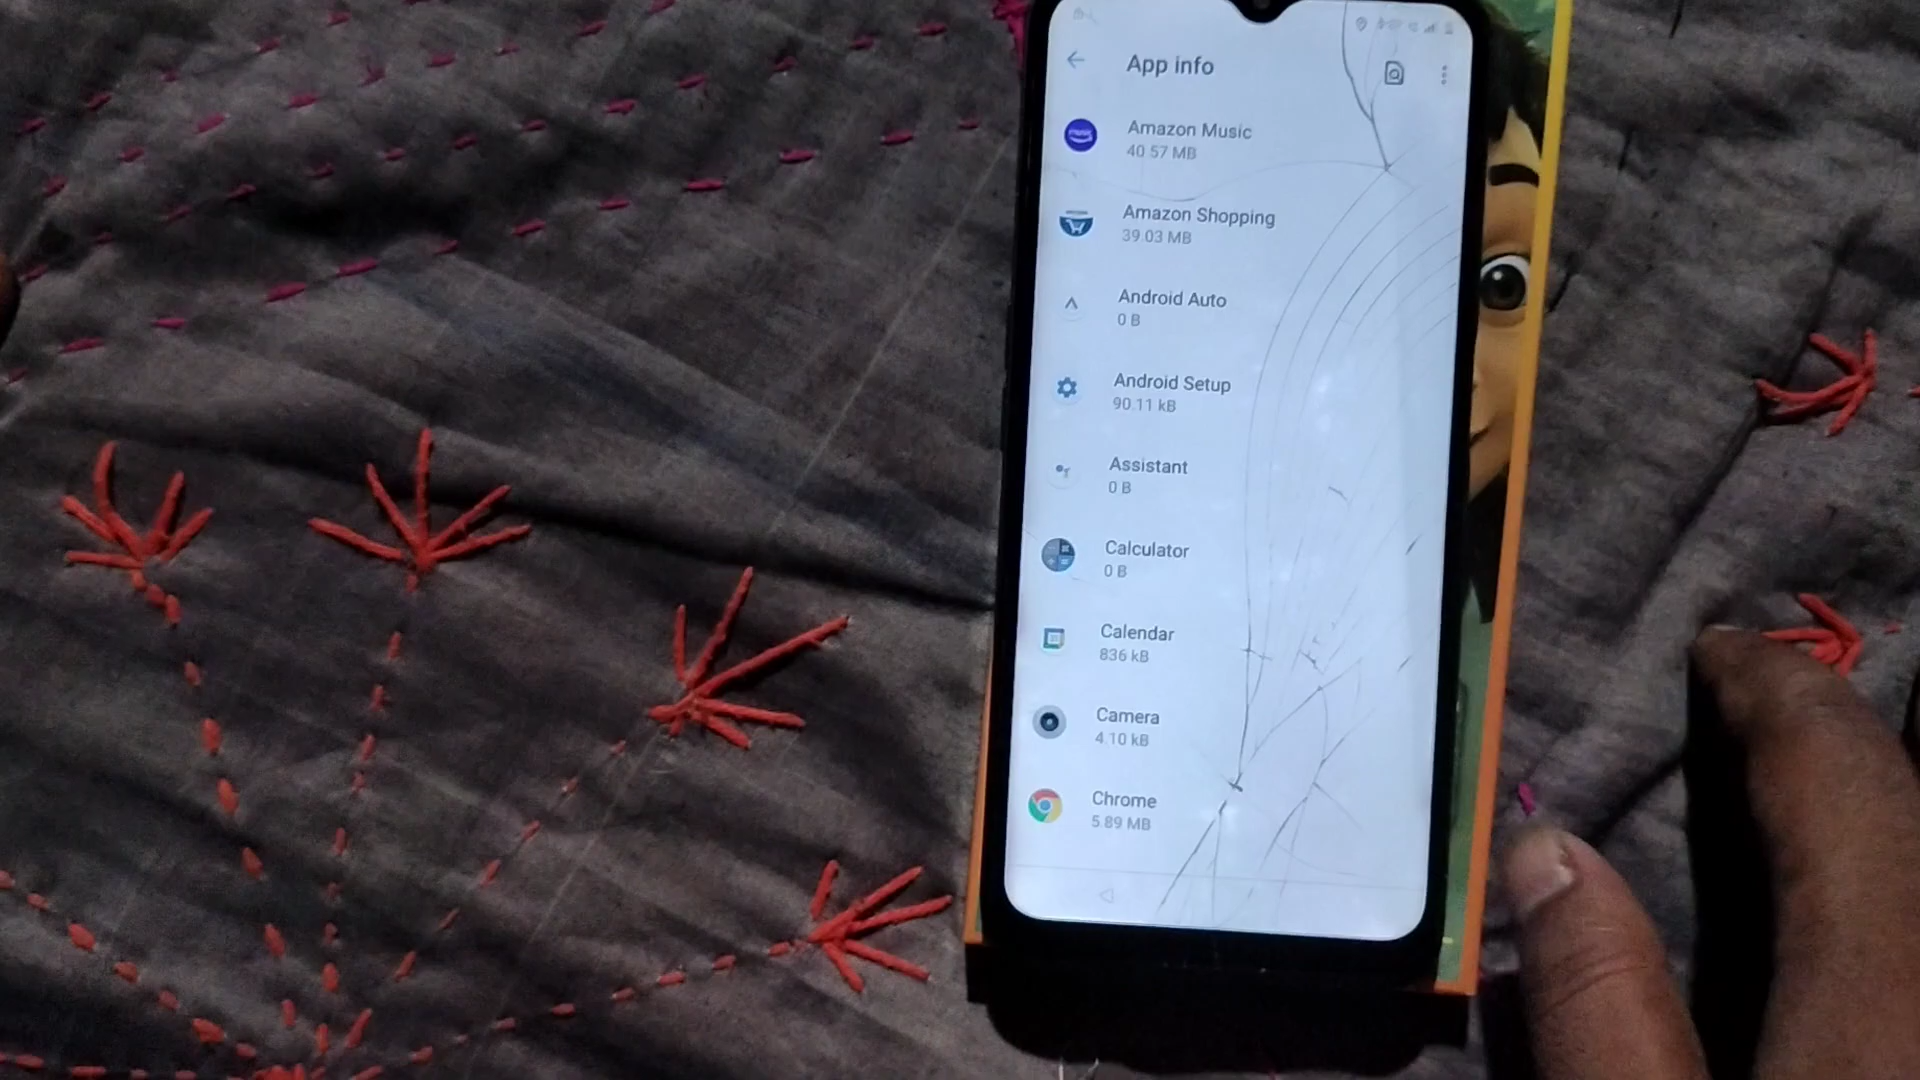 App info
Amazon Music
40.57 MB
Amazon Shopping
39.03 MB
Android Auto
0 B
Android Setup
90.11 kB
Assistant
0 B
Calculator
0 B
Calendar
836 kB
Camera
4.10 kB
Chrome
5.89 MB